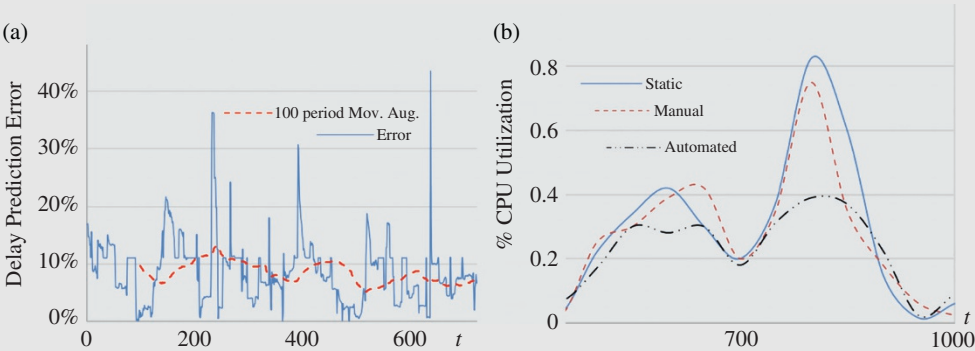 (a)
Delay Prediction Error
40%
30%
20%
10%
0%
0
200
400
600
t
100 period Mov. Aug.
Error
(b)
% CPU Utilization
0.8
0.6
0.4
0.2
0
700
1000
t
Static
Manual
Automated